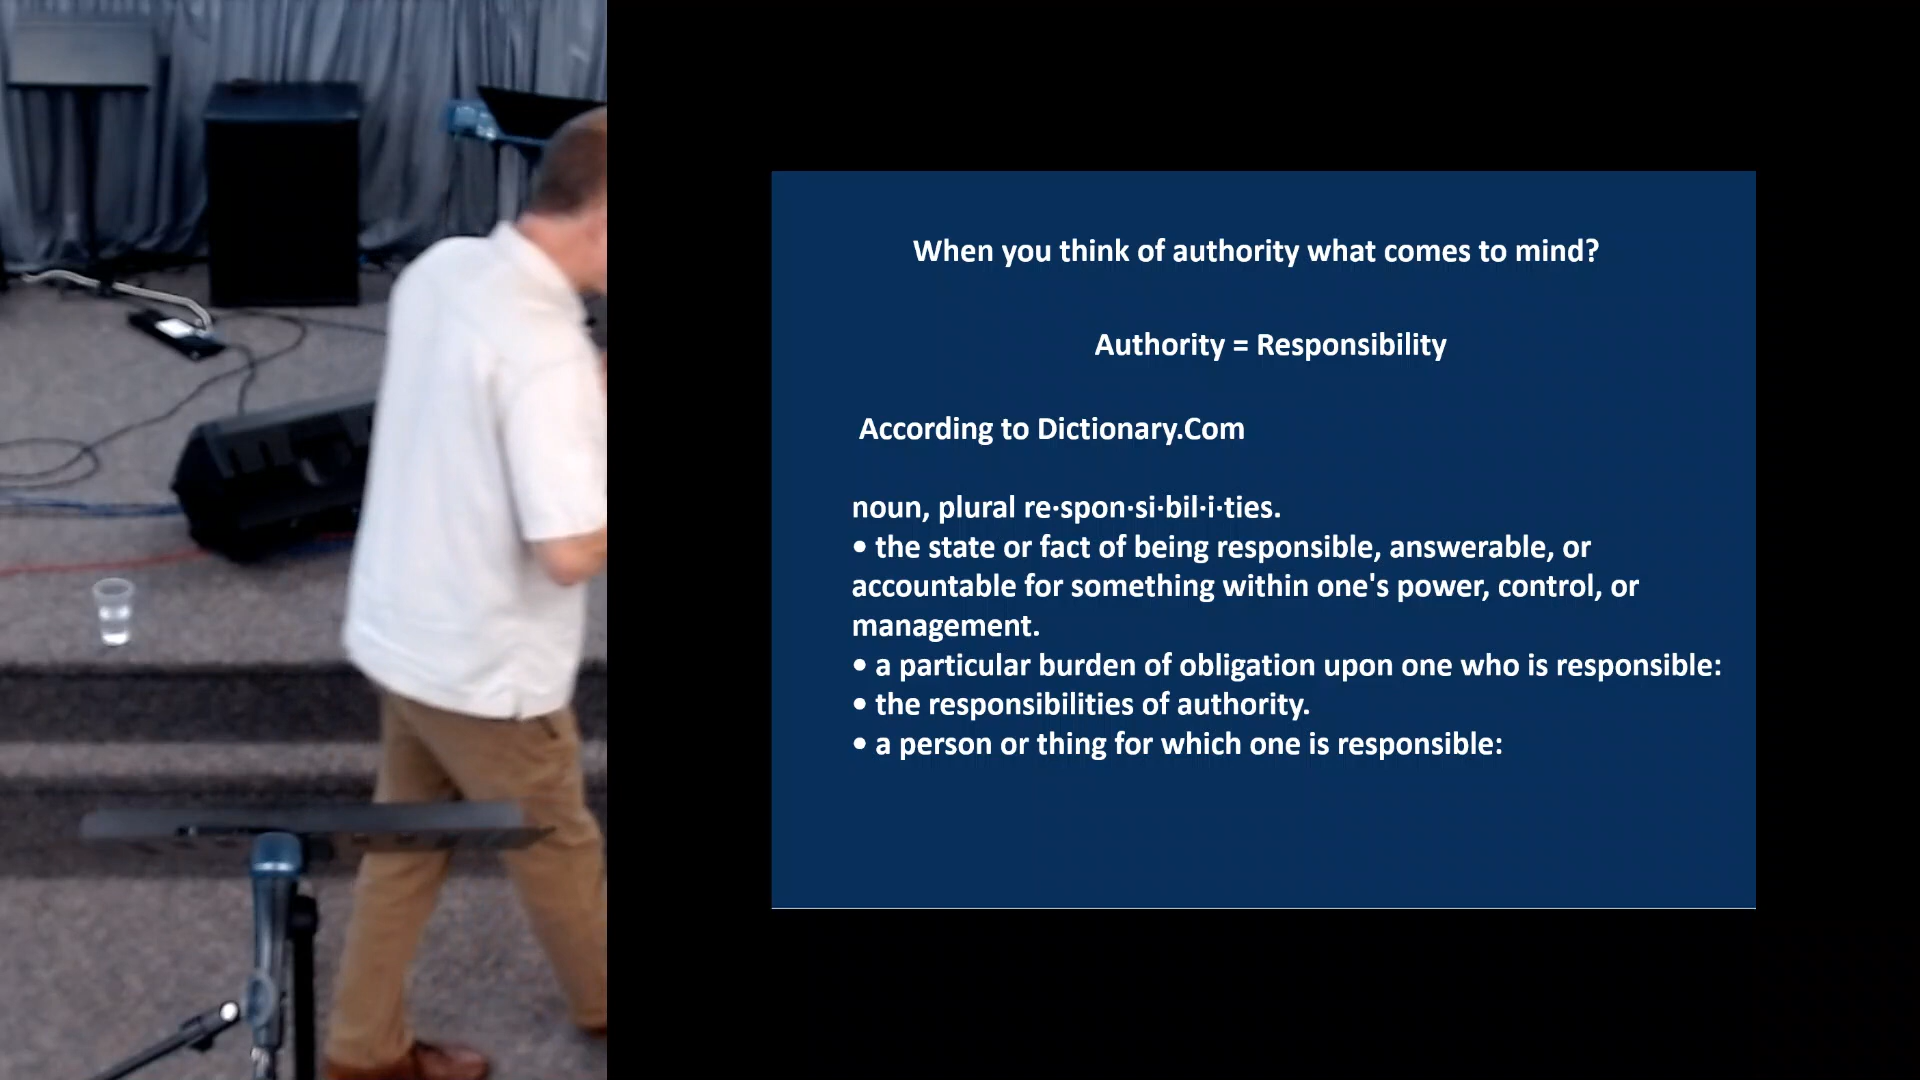 When you think of authority what comes to mind?
Authority = Responsibility
According to Dictionary.Com
noun, plural re·spon·si·bil·i·ties.
• the state or fact of being responsible, answerable, or
accountable for something within one's power, control, or
management.
• a particular burden of obligation upon one who is responsible:
• the responsibilities of authority.
• a person or thing for which one is responsible: